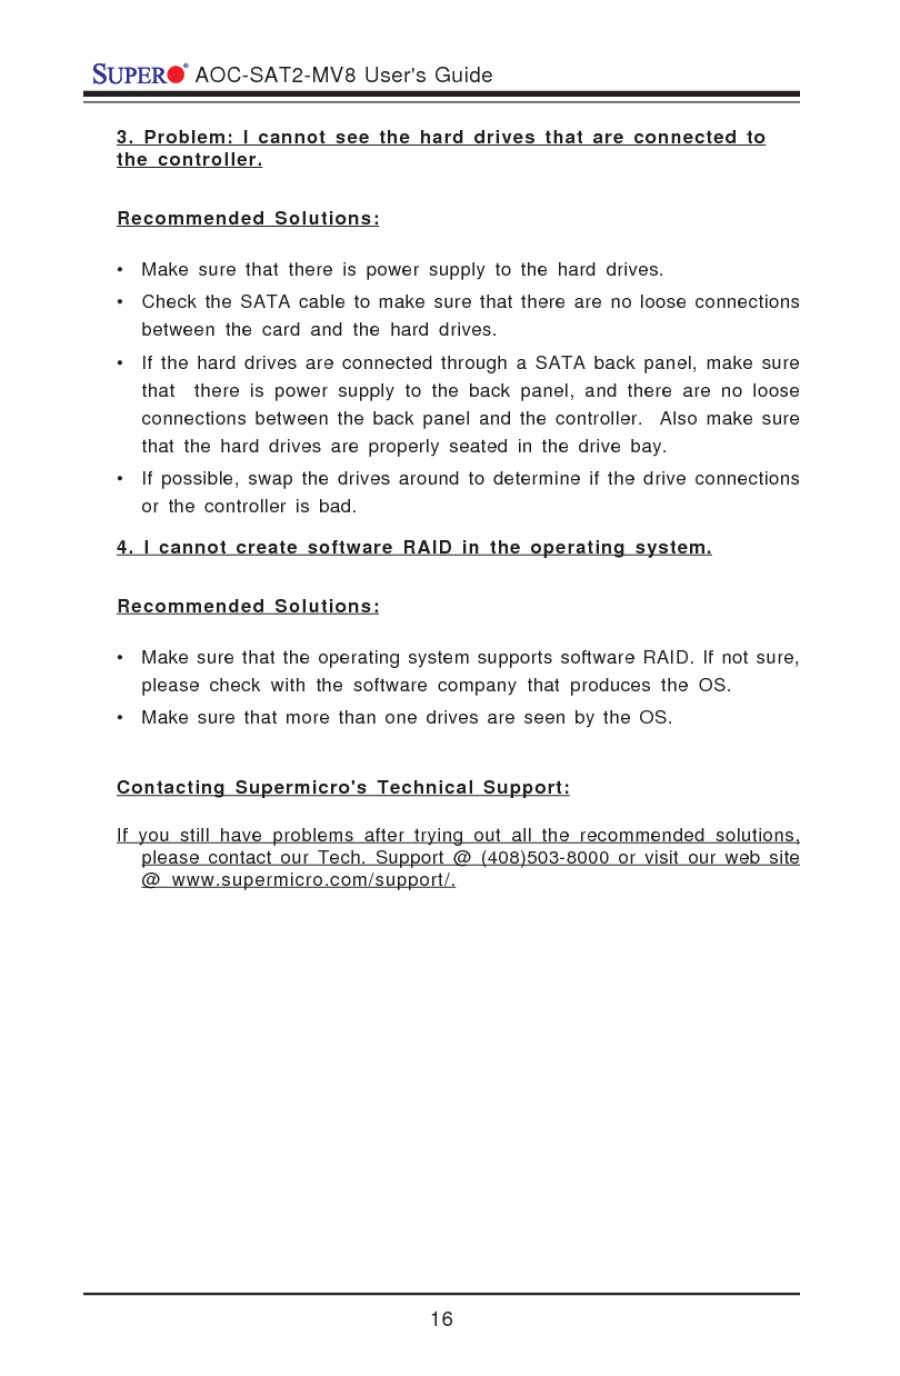 SUPER® AOC-SAT2-MV8 User's Guide
3. Problem: I cannot see the hard drives that are connected to
the controller.
Recommended Solutions:
• Make sure that there is power supply to the hard drives.
• Check the SATA cable to make sure that there are no loose connections
between the card and the hard drives.
• If the hard drives are connected through a SATA back panel, make sure
that there is power supply to the back panel, and there are no loose
connections between the back panel and the controller. Also make sure
that the hard drives are properly seated in the drive bay.
• If possible, swap the drives around to determine if the drive connections
or the controller is bad.
4. I cannot create software RAID in the operating system.
Recommended Solutions:
• Make sure that the operating system supports software RAID. If not sure,
please check with the software company that produces the OS.
• Make sure that more than one drives are seen by the OS.
Contacting Supermicro's Technical Support:
If you still have problems after trying out all the recommended solutions,
please contact our Tech. Support @ (408)503-8000 or visit our web site
@ www.supermicro.com/support/.
16